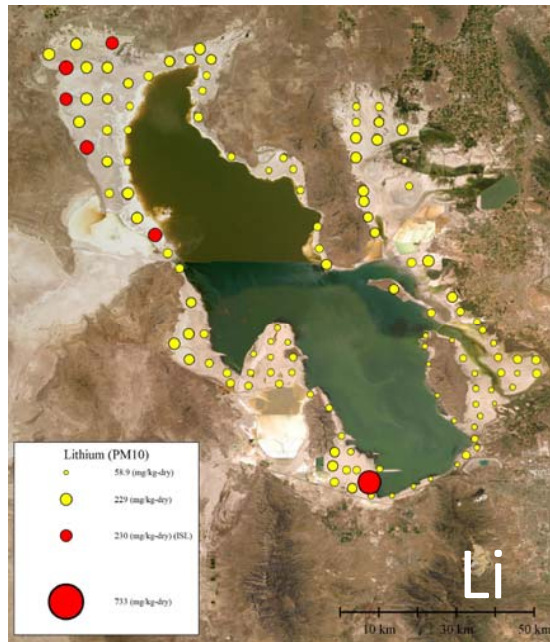 Lithium (PM10)
58.9 (mg/kg-dry)
229 (mg/kg-dry)
230 (mg/kg-dry) (ISL)
733 (mg/kg-dry)
Li
10 km 30 km 50 km